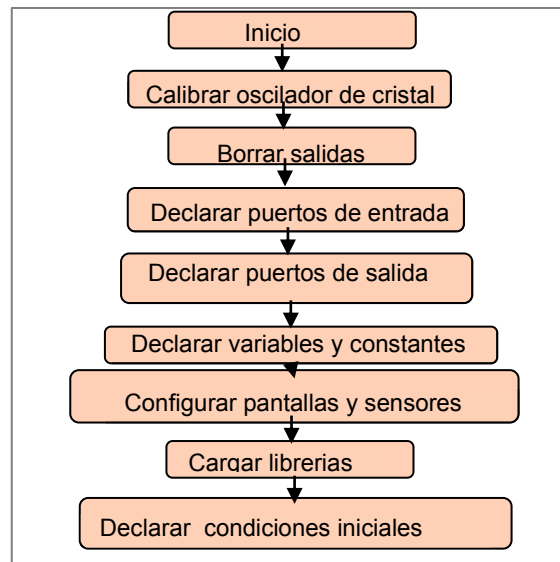 Inicio
Calibrar oscilador de cristal
Borrar salidas
Declarar puertos de entrada
Declarar puertos de salida
Declarar variables y constantes
Configurar pantallas y sensores
Cargar librerias
Declarar condiciones iniciales